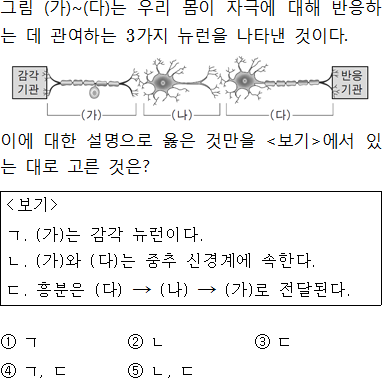 그림 (가)~(다)는 우리 몸이 자극에 대해 반응하
는 데 관여하는 3가지 뉴런을 나타낸 것이다.
감각 기관
반응 기관
(가) (나) (다)
이에 대한 설명으로 옳은 것만을 <보기>에서 있
는 대로 고른 것은?
<보기>
ㄱ. (가)는 감각 뉴런이다.
ㄴ. (가)와 (다)는 중추 신경계에 속한다.
ㄷ. 흥분은 (다) → (나) → (가)로 전달된다.
① ㄱ ② ㄴ ③ ㄷ
④ ㄱ, ㄷ ⑤ ㄴ, ㄷ